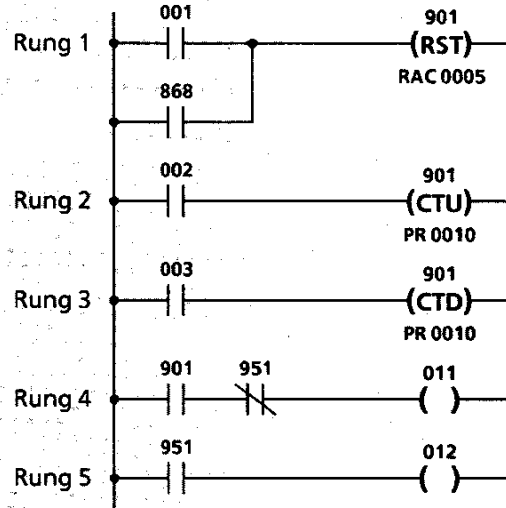 001
901
Rung 1
(RST)
RAC 0005
868
002
901
Rung 2
(CTU)
PR 0010
003
901
Rung 3
(CTD)
PR 0010
901
951
011
Rung 4
( )
951
012
Rung 5
( )